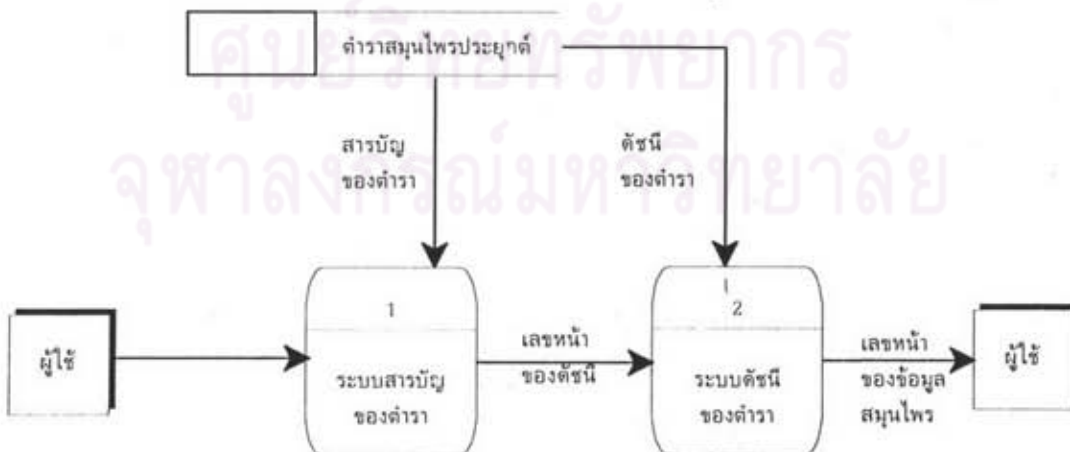 ตำราสมุนไพรประยุกต์
ศูนย์วิทยทรัพยากร
สารบัญ
ของตำรา
ดัชนี
ของตำรา
จุฬาลงกรณ์มหาวิทยาลัย
1
2
ผู้ใช้
ระบบสารบัญ
ของตำรา
เลขหน้า
ของดัชนี
ระบบดัชนี
ของตำรา
เลขหน้า
ของข้อมูล
สมุนไพร
ผู้ใช้